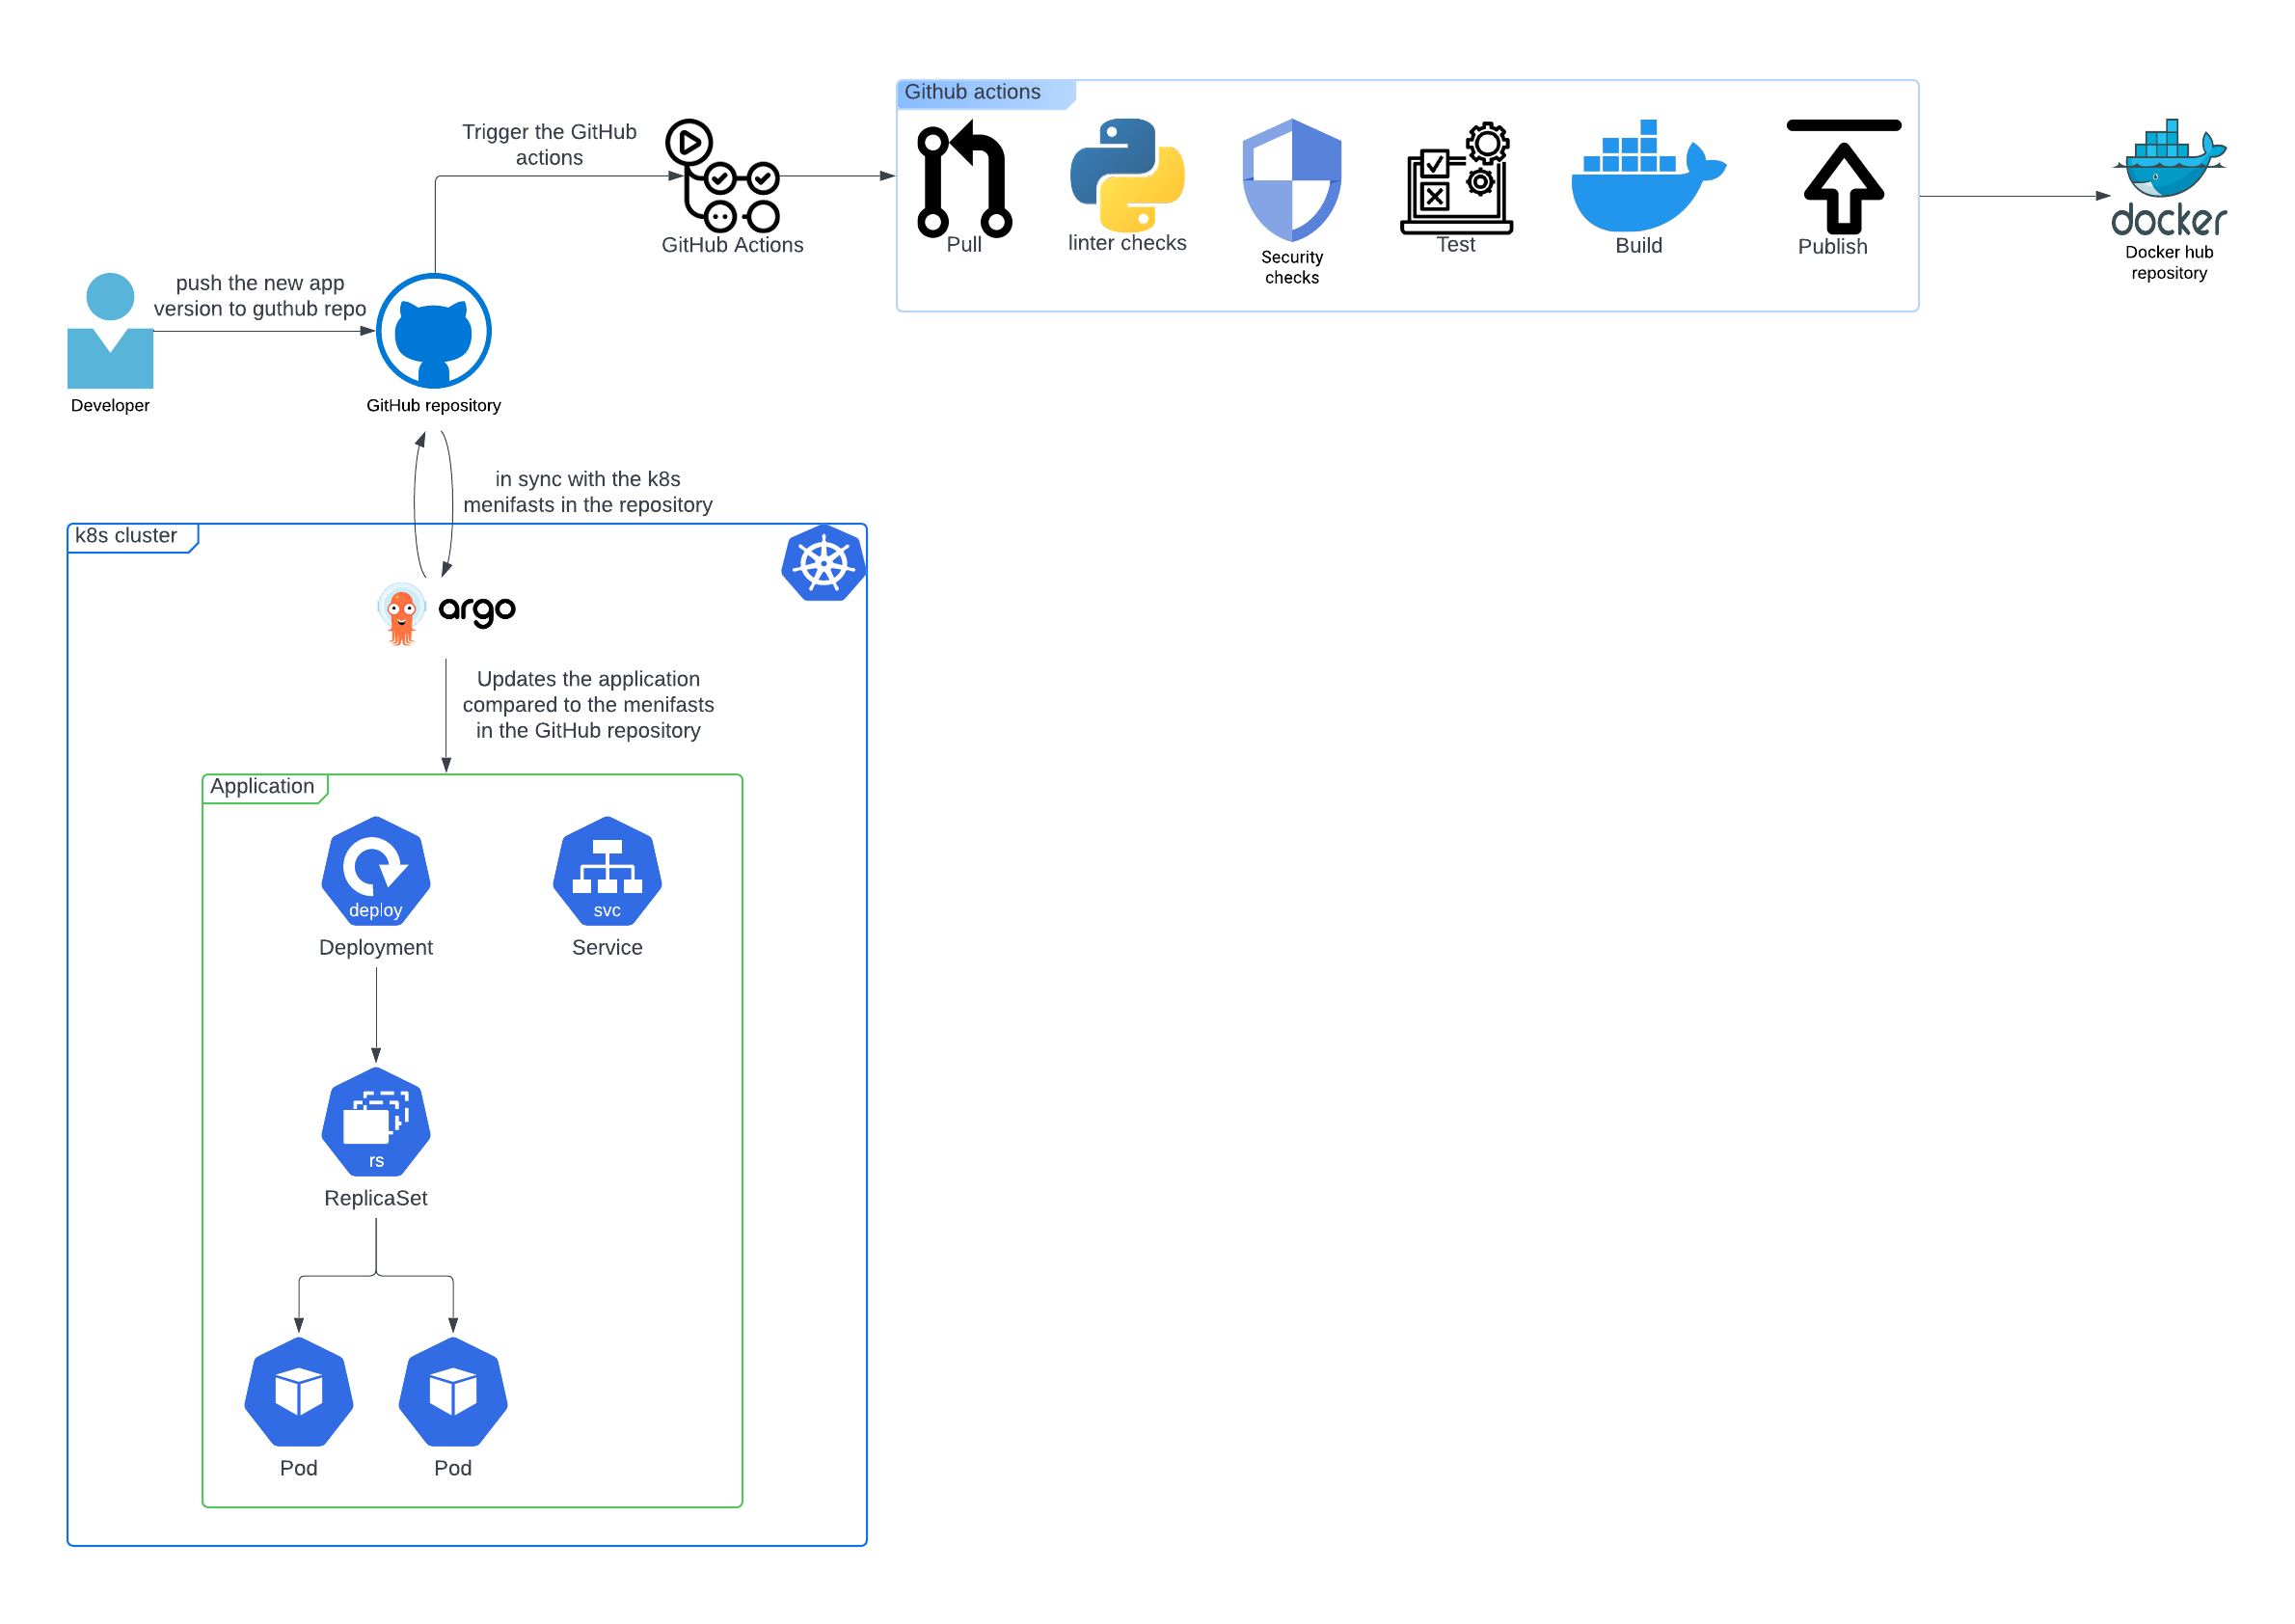 Github actions
Trigger the GitHub
actions
GitHub Actions
Pull
linter checks
Security
checks
Test
Build
Publish
docker
Docker hub
repository
push the new app
version to guthub repo
Developer
GitHub repository
in sync with the k8s
menifasts in the repository
k8s cluster
argo
Updates the application
compared to the menifasts
in the GitHub repository
Application
deploy
Deployment
svc
Service
rs
ReplicaSet
Pod
Pod